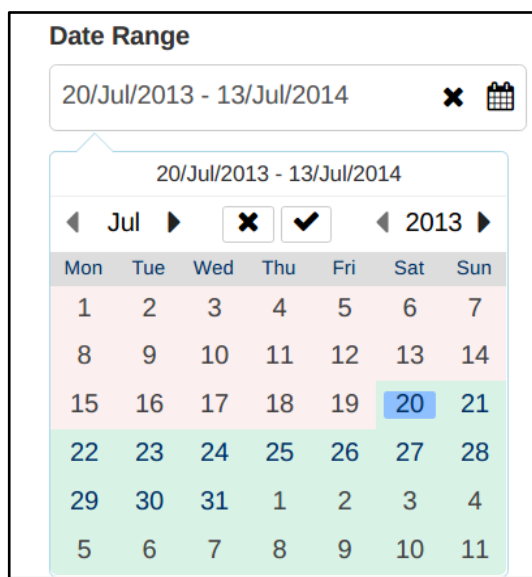 Date Range
20/Jul/2013 - 13/Jul/2014
20/Jul/2013 - 13/Jul/2014
Jul 2013
Mon Tue Wed Thu Fri Sat Sun
1 2 3 4 5 6 7
8 9 10 11 12 13 14
15 16 17 18 19 20 21
22 23 24 25 26 27 28
29 30 31 1 2 3 4
5 6 7 8 9 10 11